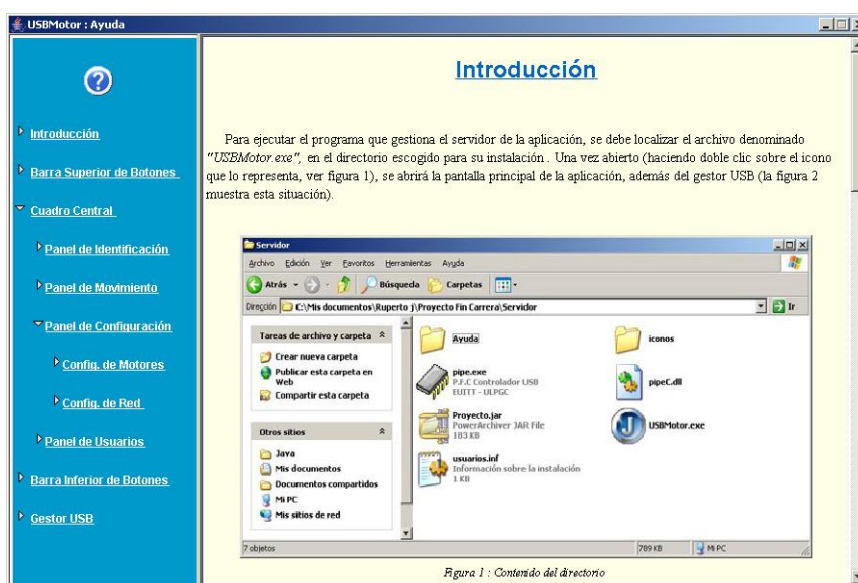 USBMotor : Ayuda
Introducción
Barra Superior de Botones
Cuadro Central
Panel de Identificación
Panel de Movimiento
Panel de Configuración
Config. de Motores
Config. de Red
Panel de Usuarios
Barra Inferior de Botones
Gestor USB
Introducción
Para ejecutar el programa que gestiona el servidor de la aplicación, se debe localizar el archivo denominado
"USBMotor.exe", en el directorio escogido para su instalación . Una vez abierto (haciendo doble clic sobre el icono
que lo representa, ver figura 1), se abrirá la pantalla principal de la aplicación, además del gestor USB (la figura 2
muestra esta situación).
Servidor
Archivo Edición Ver Favoritos Herramientas Ayuda
Atrás Búsqueda Carpetas
Dirección C:\Mis documentos\Ruperto j\Proyecto Fin Carrera\Servidor Ir
Tareas de archivo y carpeta
Crear nueva carpeta
Publicar esta carpeta en
Web
Compartir esta carpeta
Otros sitios
Java
Mis documentos
Documentos compartidos
Mi PC
Mis sitios de red
Ayuda
iconos
pipe.exe
P.F.C Controlador USB
EUITT - ULPGC
pipeC.dll
Proyecto.jar
PowerArchiver JAR File
183 KB
USBMotor.exe
usuarios.inf
Información sobre la instalación
1 KB
7 objetos
789 KB
Mi PC
Figura 1 : Contenido del directorio